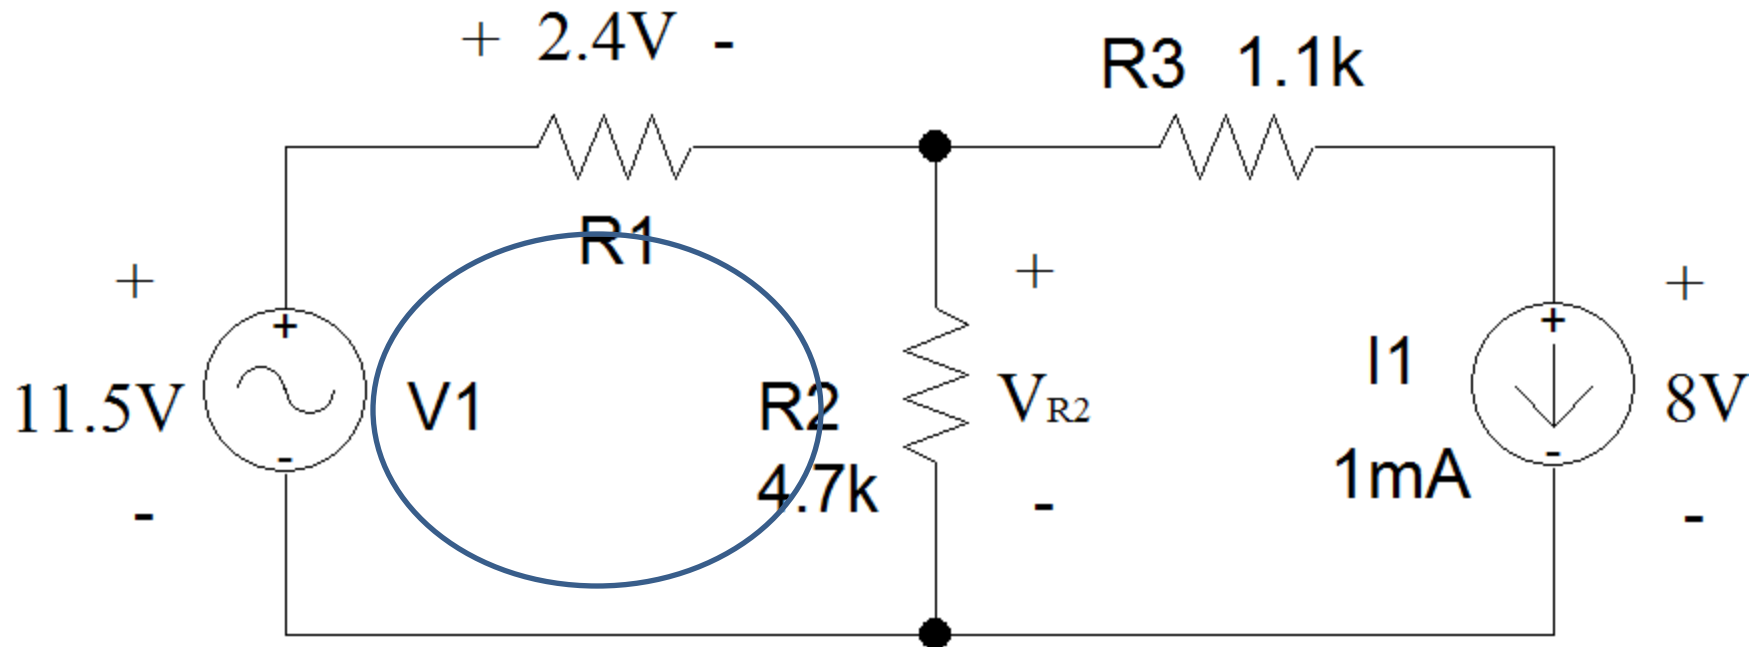 + 2.4V -
R3 1.1k
R1
+
11.5V
-
+
-
V1
R2
4.7k
+
VR2
-
I1
1mA
+
-
+
8V
-